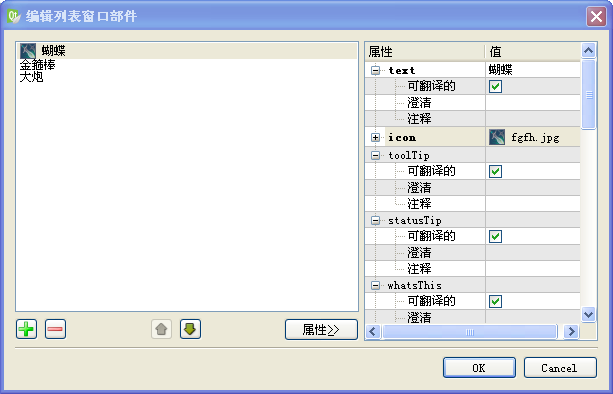 编辑列表窗口部件
蝴蝶
金箍棒
大炮
属性>>
属性 值
text 蝴蝶
可翻译的
澄清
注释
icon fgfh.jpg
toolTip
可翻译的
澄清
注释
statusTip
可翻译的
澄清
注释
whatsThis
可翻译的
澄清
OK Cancel